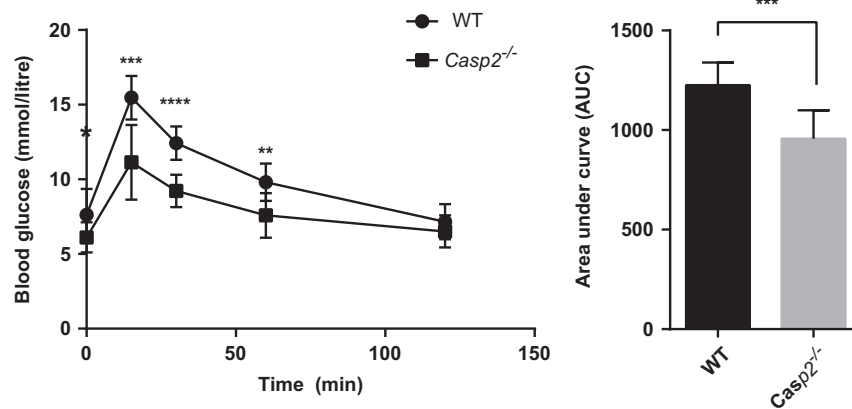 WT
Casp2-/-
Blood glucose (mmol/litre)
20
15
10
5
0
***
****
*
**
0
50
100
150
Time (min)
Area under curve (AUC)
1500
1000
500
0
***
WT
Casp2-/-